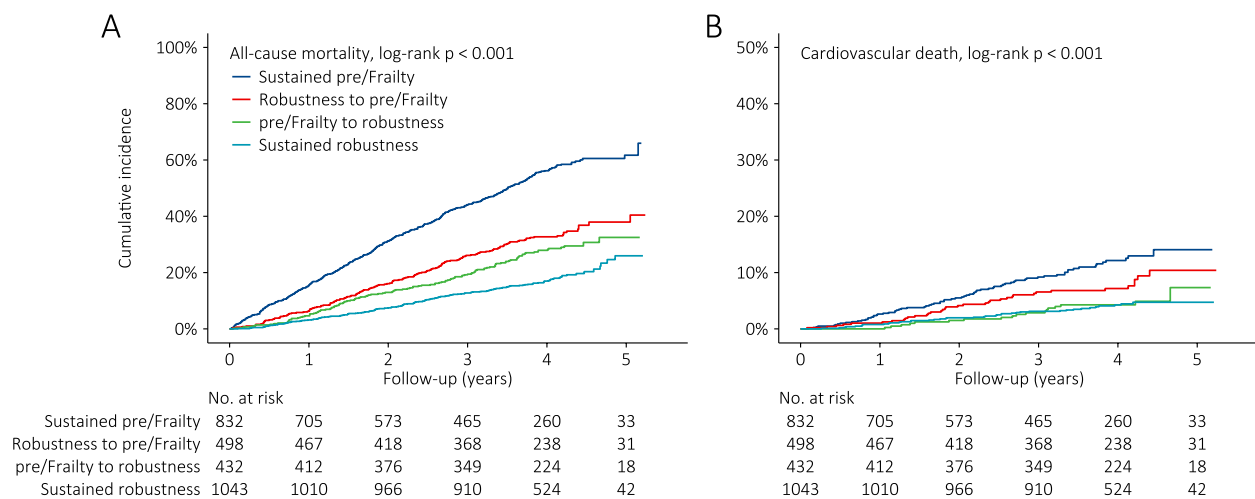 A
All-cause mortality, log-rank p < 0.001
Sustained pre/Frailty
Robustness to pre/Frailty
pre/Frailty to robustness
Sustained robustness
Cumulative incidence
100%
80%
60%
40%
20%
0%
0 1 2 3 4 5
Follow-up (years)
No. at risk
Sustained pre/Frailty 832 705 573 465 260 33
Robustness to pre/Frailty 498 467 418 368 238 31
pre/Frailty to robustness 432 412 376 349 224 18
Sustained robustness 1043 1010 966 910 524 42
B
Cardiovascular death, log-rank p < 0.001
50%
40%
30%
20%
10%
0%
0 1 2 3 4 5
Follow-up (years)
No. at risk
832 705 573 465 260 33
498 467 418 368 238 31
432 412 376 349 224 18
1043 1010 966 910 524 42